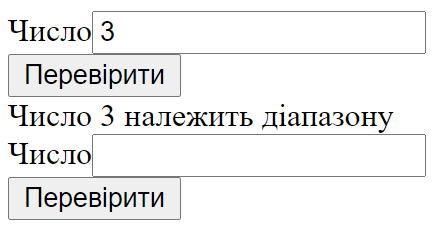 Число 3
Перевірити
Число 3 належить діапазону
Число
Перевірити